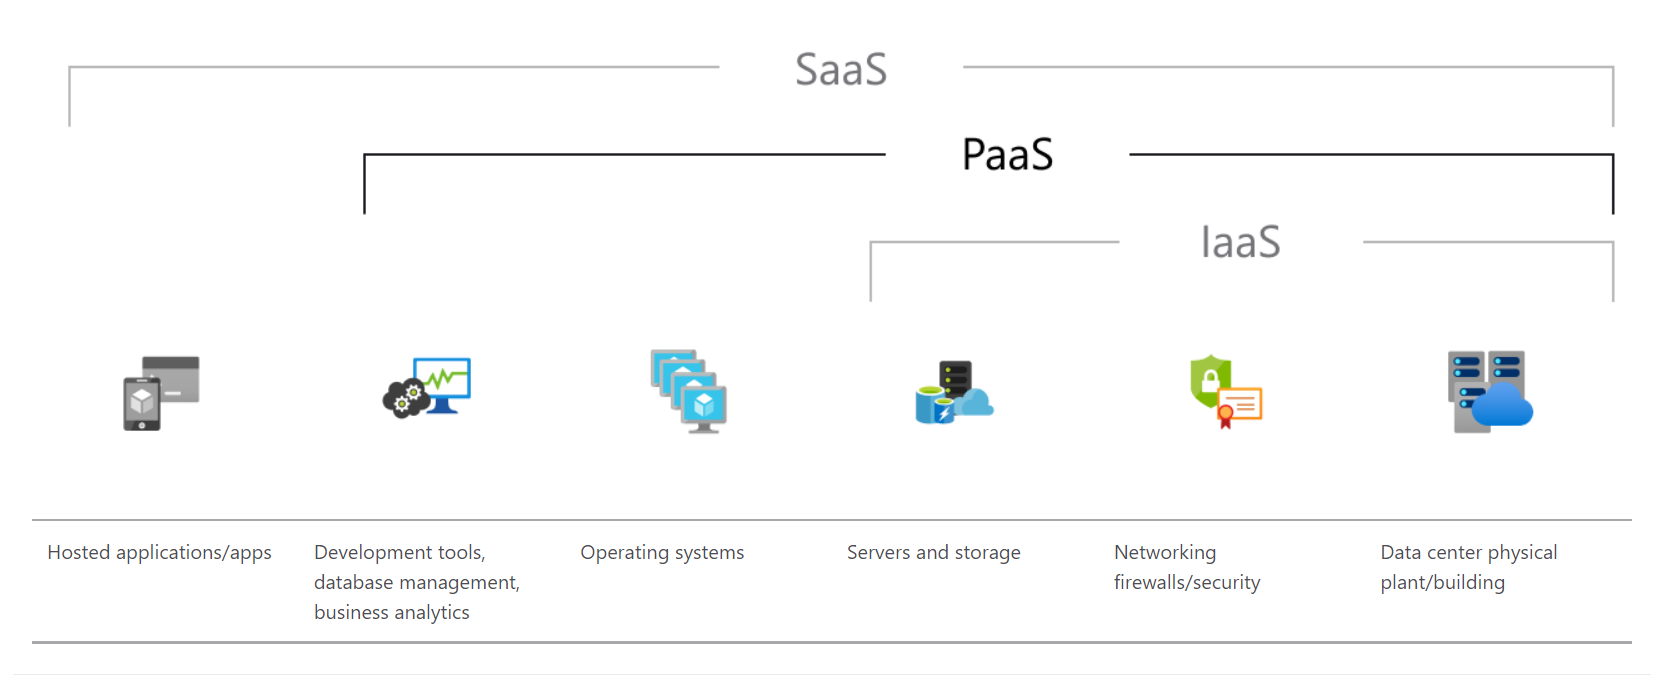 SaaS
PaaS
IaaS
Hosted applications/apps
Development tools,
database management,
business analytics
Operating systems
Servers and storage
Networking
firewalls/security
Data center physical
plant/building